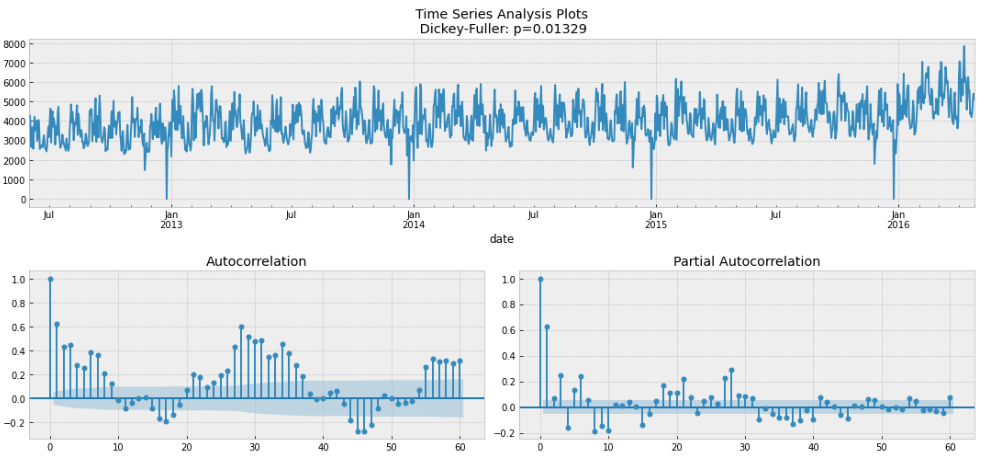 Time Series Analysis Plots
Dickey-Fuller: p=0.01329
8000
7000
6000
5000
4000
3000
2000
1000
0
Jul Jan Jul Jan Jul Jan Jul Jan
2013 2014 2015 2016
date
Autocorrelation
1.0
0.8
0.6
0.4
0.2
0.0
−0.2
0 10 20 30 40 50 60
Partial Autocorrelation
1.0
0.8
0.6
0.4
0.2
0.0
−0.2
0 10 20 30 40 50 60